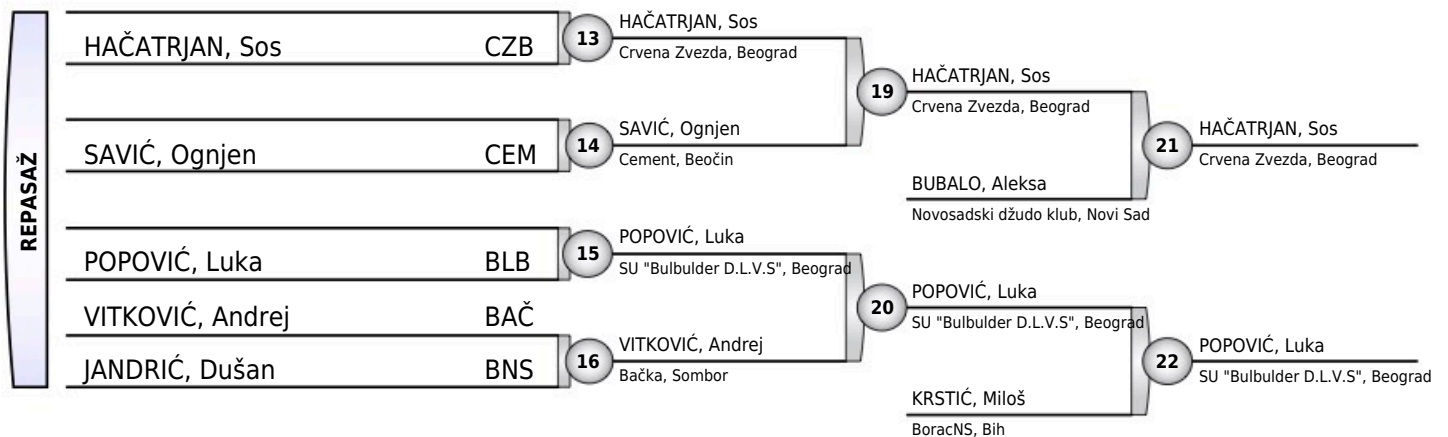 REPASAŽ
HAČATRJAN, Sos CZB
SAVIĆ, Ognjen CEM
POPOVIĆ, Luka BLB
VITKOVIĆ, Andrej BAČ
JANDRIĆ, Dušan BNS
13
HAČATRJAN, Sos
Crvena Zvezda, Beograd
14
SAVIĆ, Ognjen
Cement, Beočin
15
POPOVIĆ, Luka
SU "Bulbulder D.L.V.S", Beograd
16
VITKOVIĆ, Andrej
Bačka, Sombor
19
HAČATRJAN, Sos
Crvena Zvezda, Beograd
BUBALO, Aleksa
Novosadski džudo klub, Novi Sad
20
POPOVIĆ, Luka
SU "Bulbulder D.L.V.S", Beograd
KRSTIĆ, Miloš
BoracNS, Bih
21
HAČATRJAN, Sos
Crvena Zvezda, Beograd
22
POPOVIĆ, Luka
SU "Bulbulder D.L.V.S", Beograd